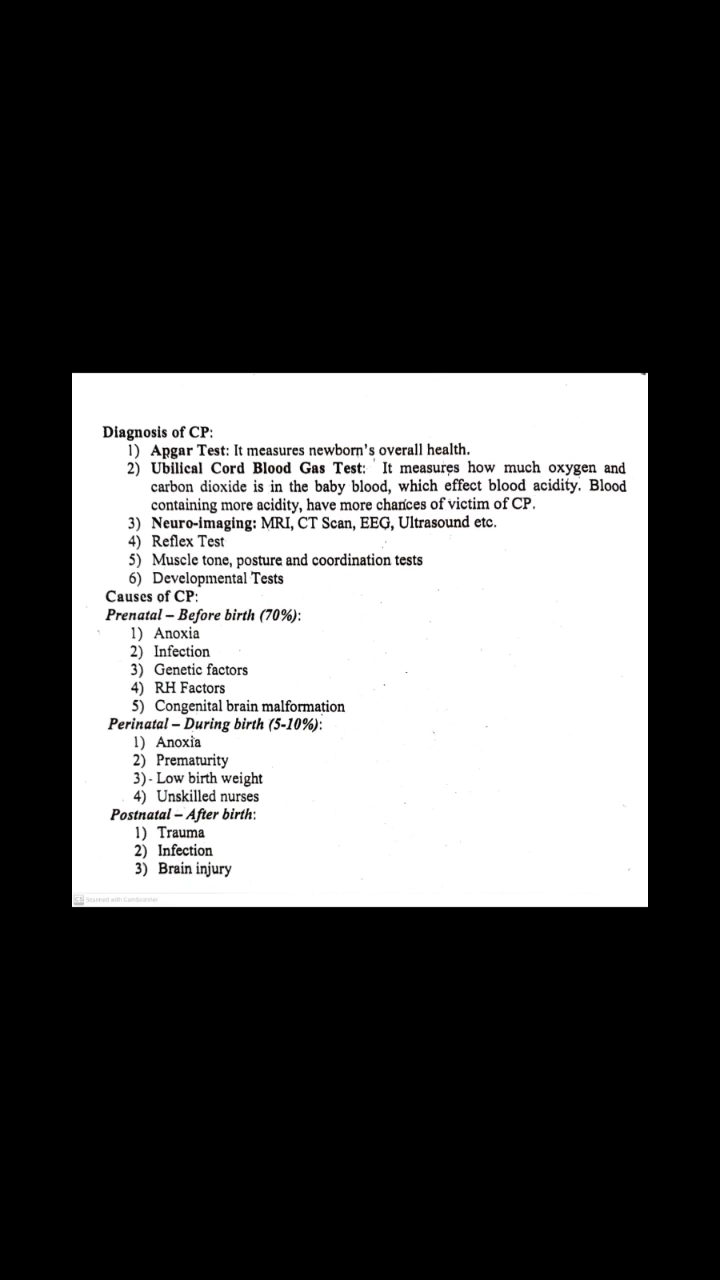 Diagnosis of CP:
1) Apgar Test: It measures newborn's overall health.
2) Ubilical Cord Blood Gas Test: It measures how much oxygen and
carbon dioxide is in the baby blood, which effect blood acidity. Blood
containing more acidity, have more chances of victim of CP.
3) Neuro-imaging: MRI, CT Scan, EEG, Ultrasound etc.
4) Reflex Test
5) Muscle tone, posture and coordination tests
6) Developmental Tests
Causes of CP:
Prenatal – Before birth (70%):
1) Anoxia
2) Infection
3) Genetic factors
4) RH Factors
5) Congenital brain malformation
Perinatal – During birth (5-10%):
1) Anoxia
2) Prematurity
3) - Low birth weight
4) Unskilled nurses
Postnatal – After birth:
1) Trauma
2) Infection
3) Brain injury
CS Scanned with CamScanner